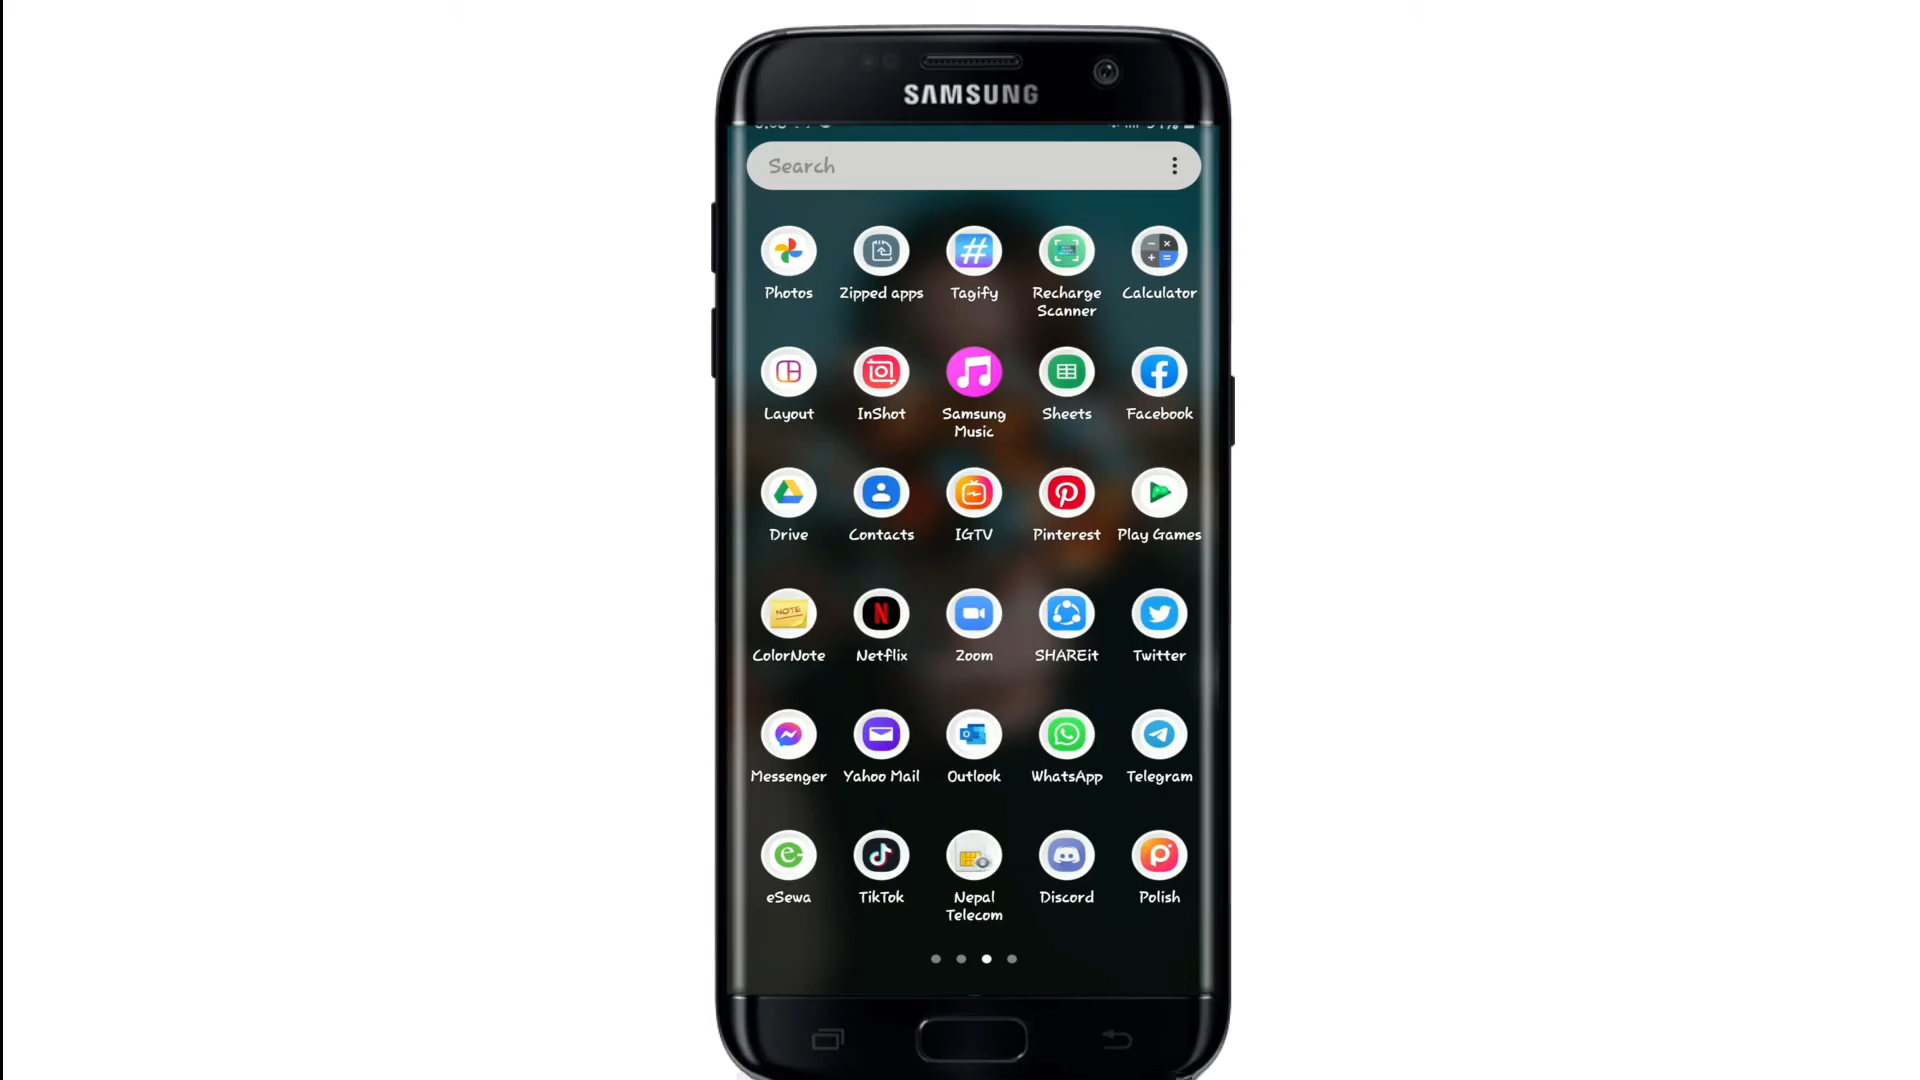 SAMSUNG
Search
Photos
Zipped apps
Tagify
Recharge
Scanner
Calculator
Layout
InShot
Samsung
Music
Sheets
Facebook
Drive
Contacts
IGTV
Pinterest
Play Games
NOTE
ColorNote
Netflix
Zoom
SHAREit
Twitter
Messenger
Yahoo Mail
Outlook
WhatsApp
Telegram
eSewa
TikTok
Nepal
Telecom
Discord
Polish